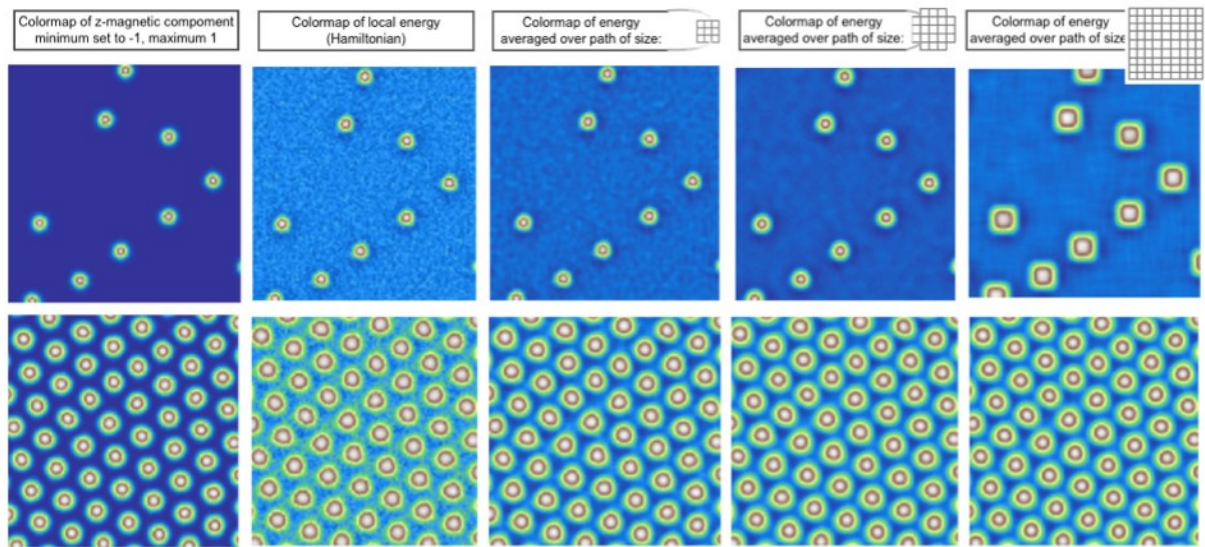 Colormap of z-magnetic compoment
minimum set to -1, maximum 1
Colormap of local energy
(Hamiltonian)
Colormap of energy
averaged over path of size:
Colormap of energy
averaged over path of size:
Colormap of energy
averaged over path of size